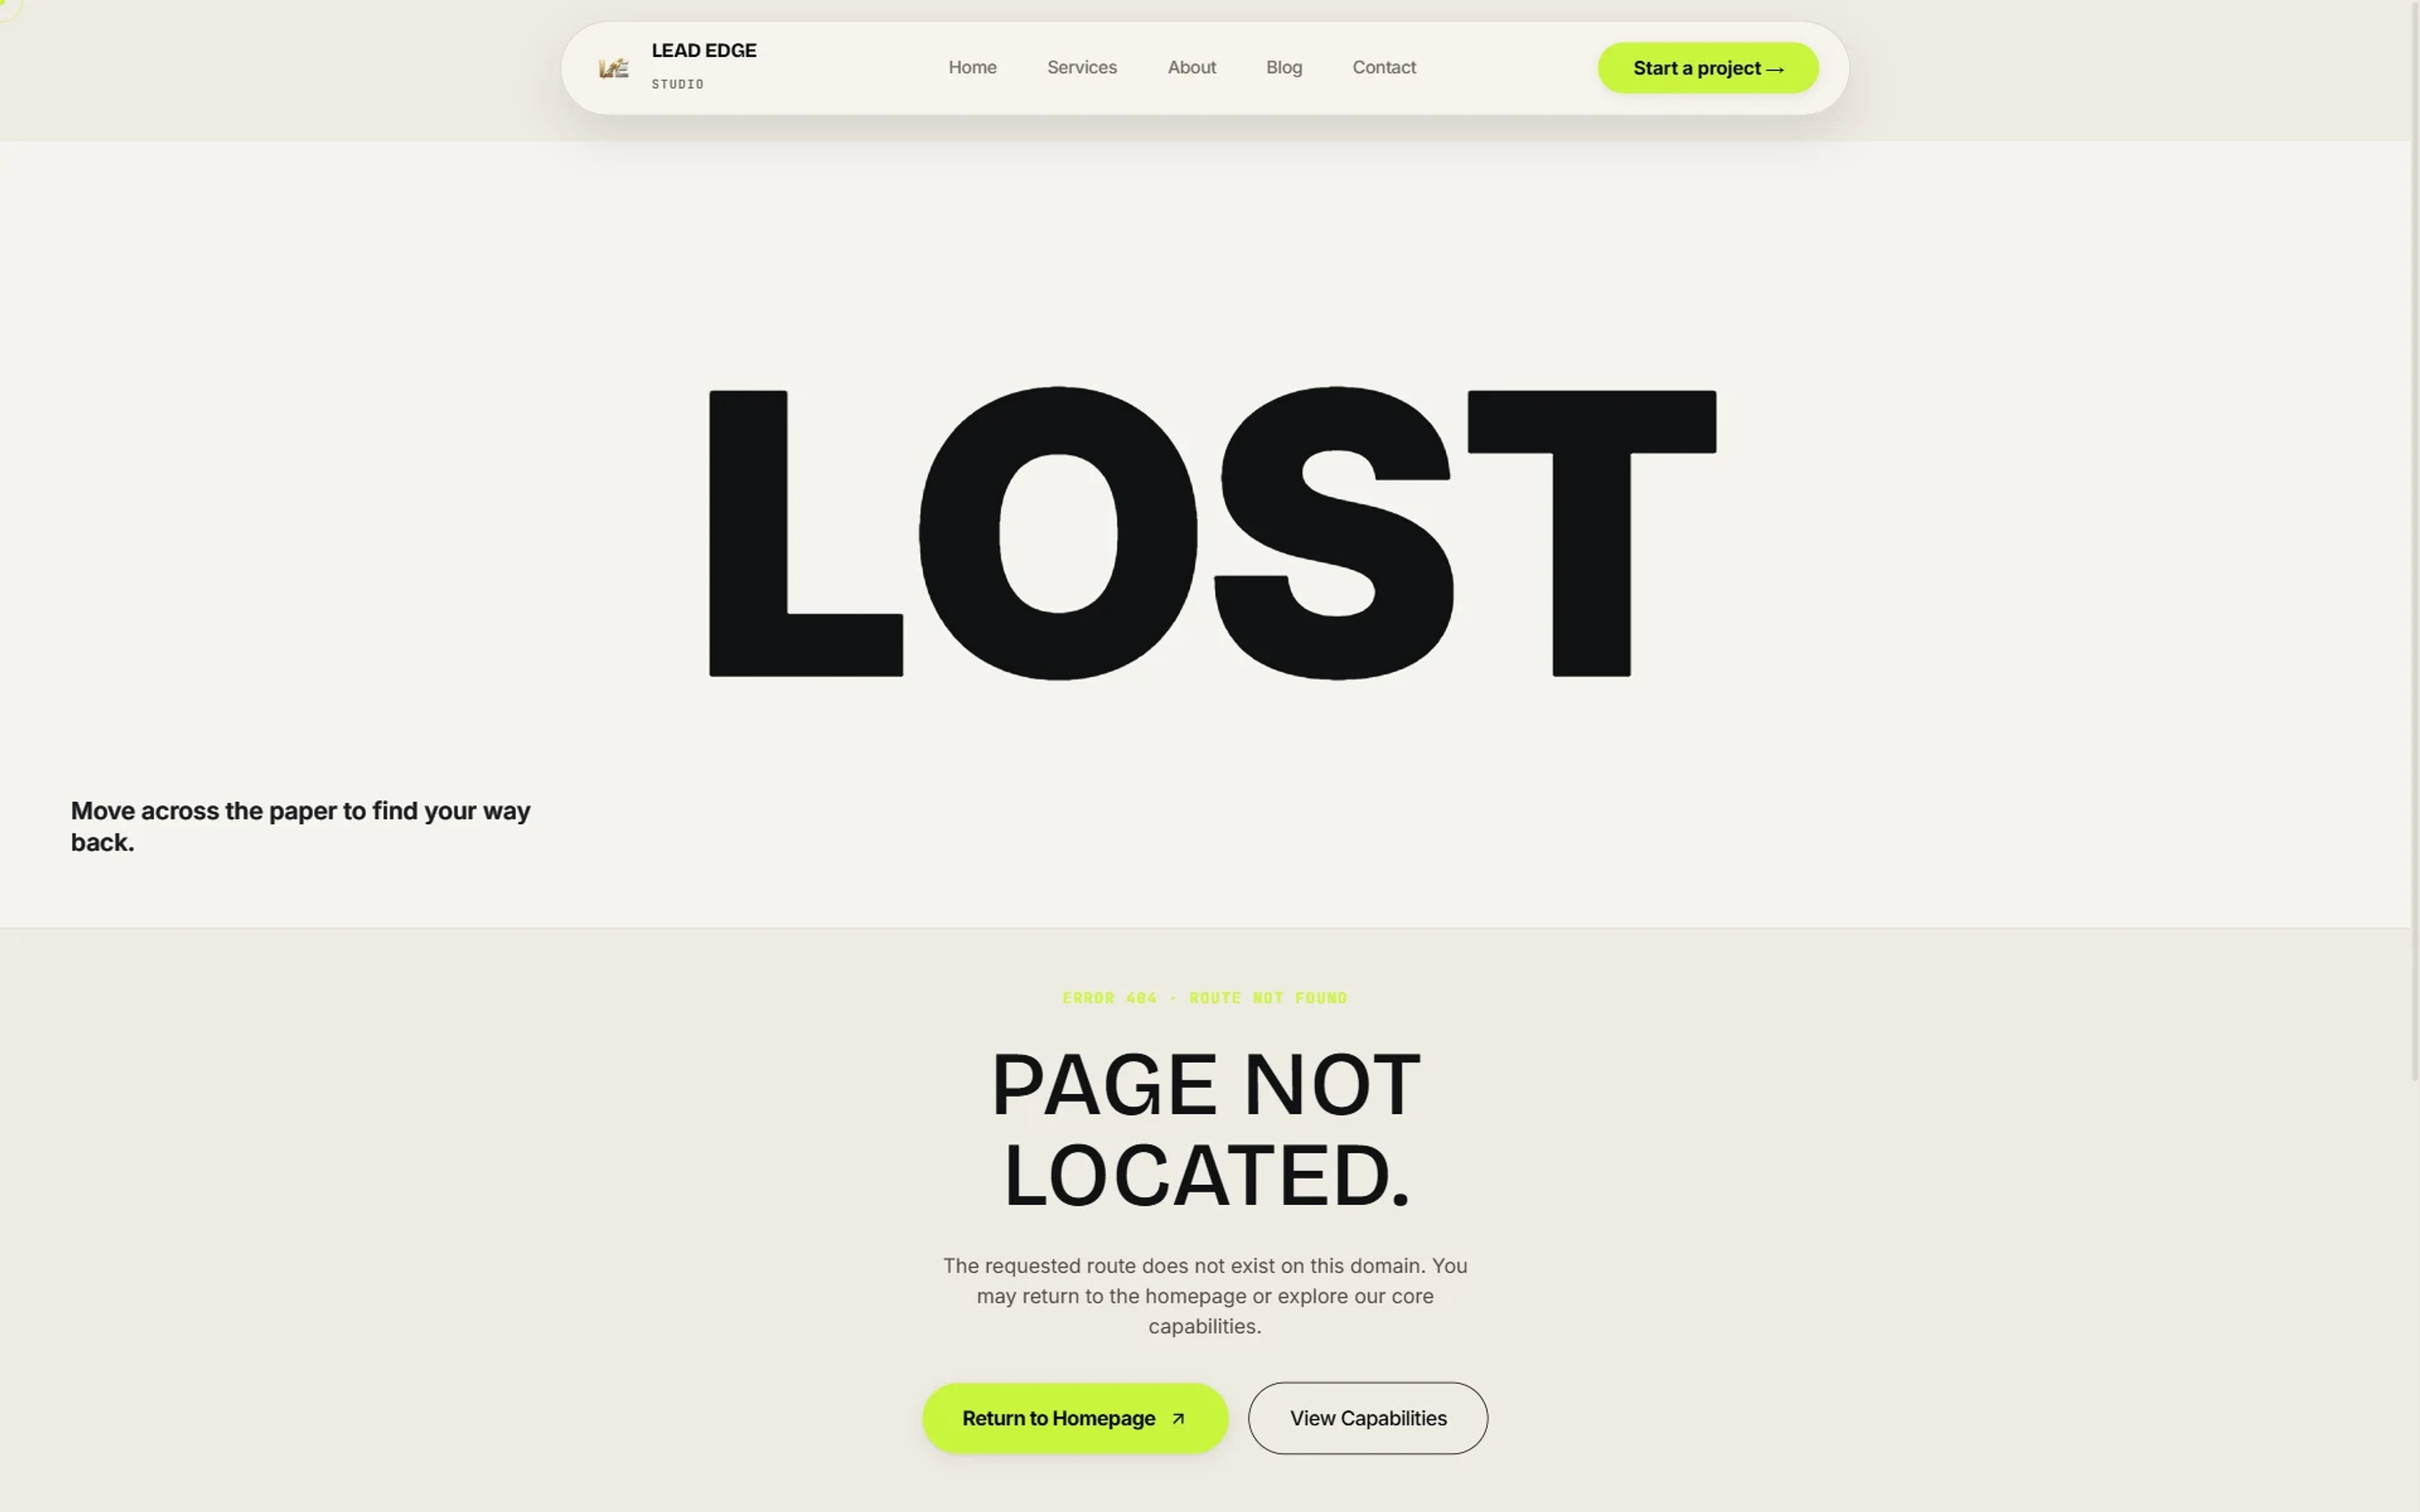 LEAD EDGE
STUDIO
Home Services About Blog Contact
Start a project →
LOST
Move across the paper to find your way
back.
ERROR 404 · ROUTE NOT FOUND
PAGE NOT
LOCATED.
The requested route does not exist on this domain. You
may return to the homepage or explore our core
capabilities.
Return to Homepage ↗
View Capabilities